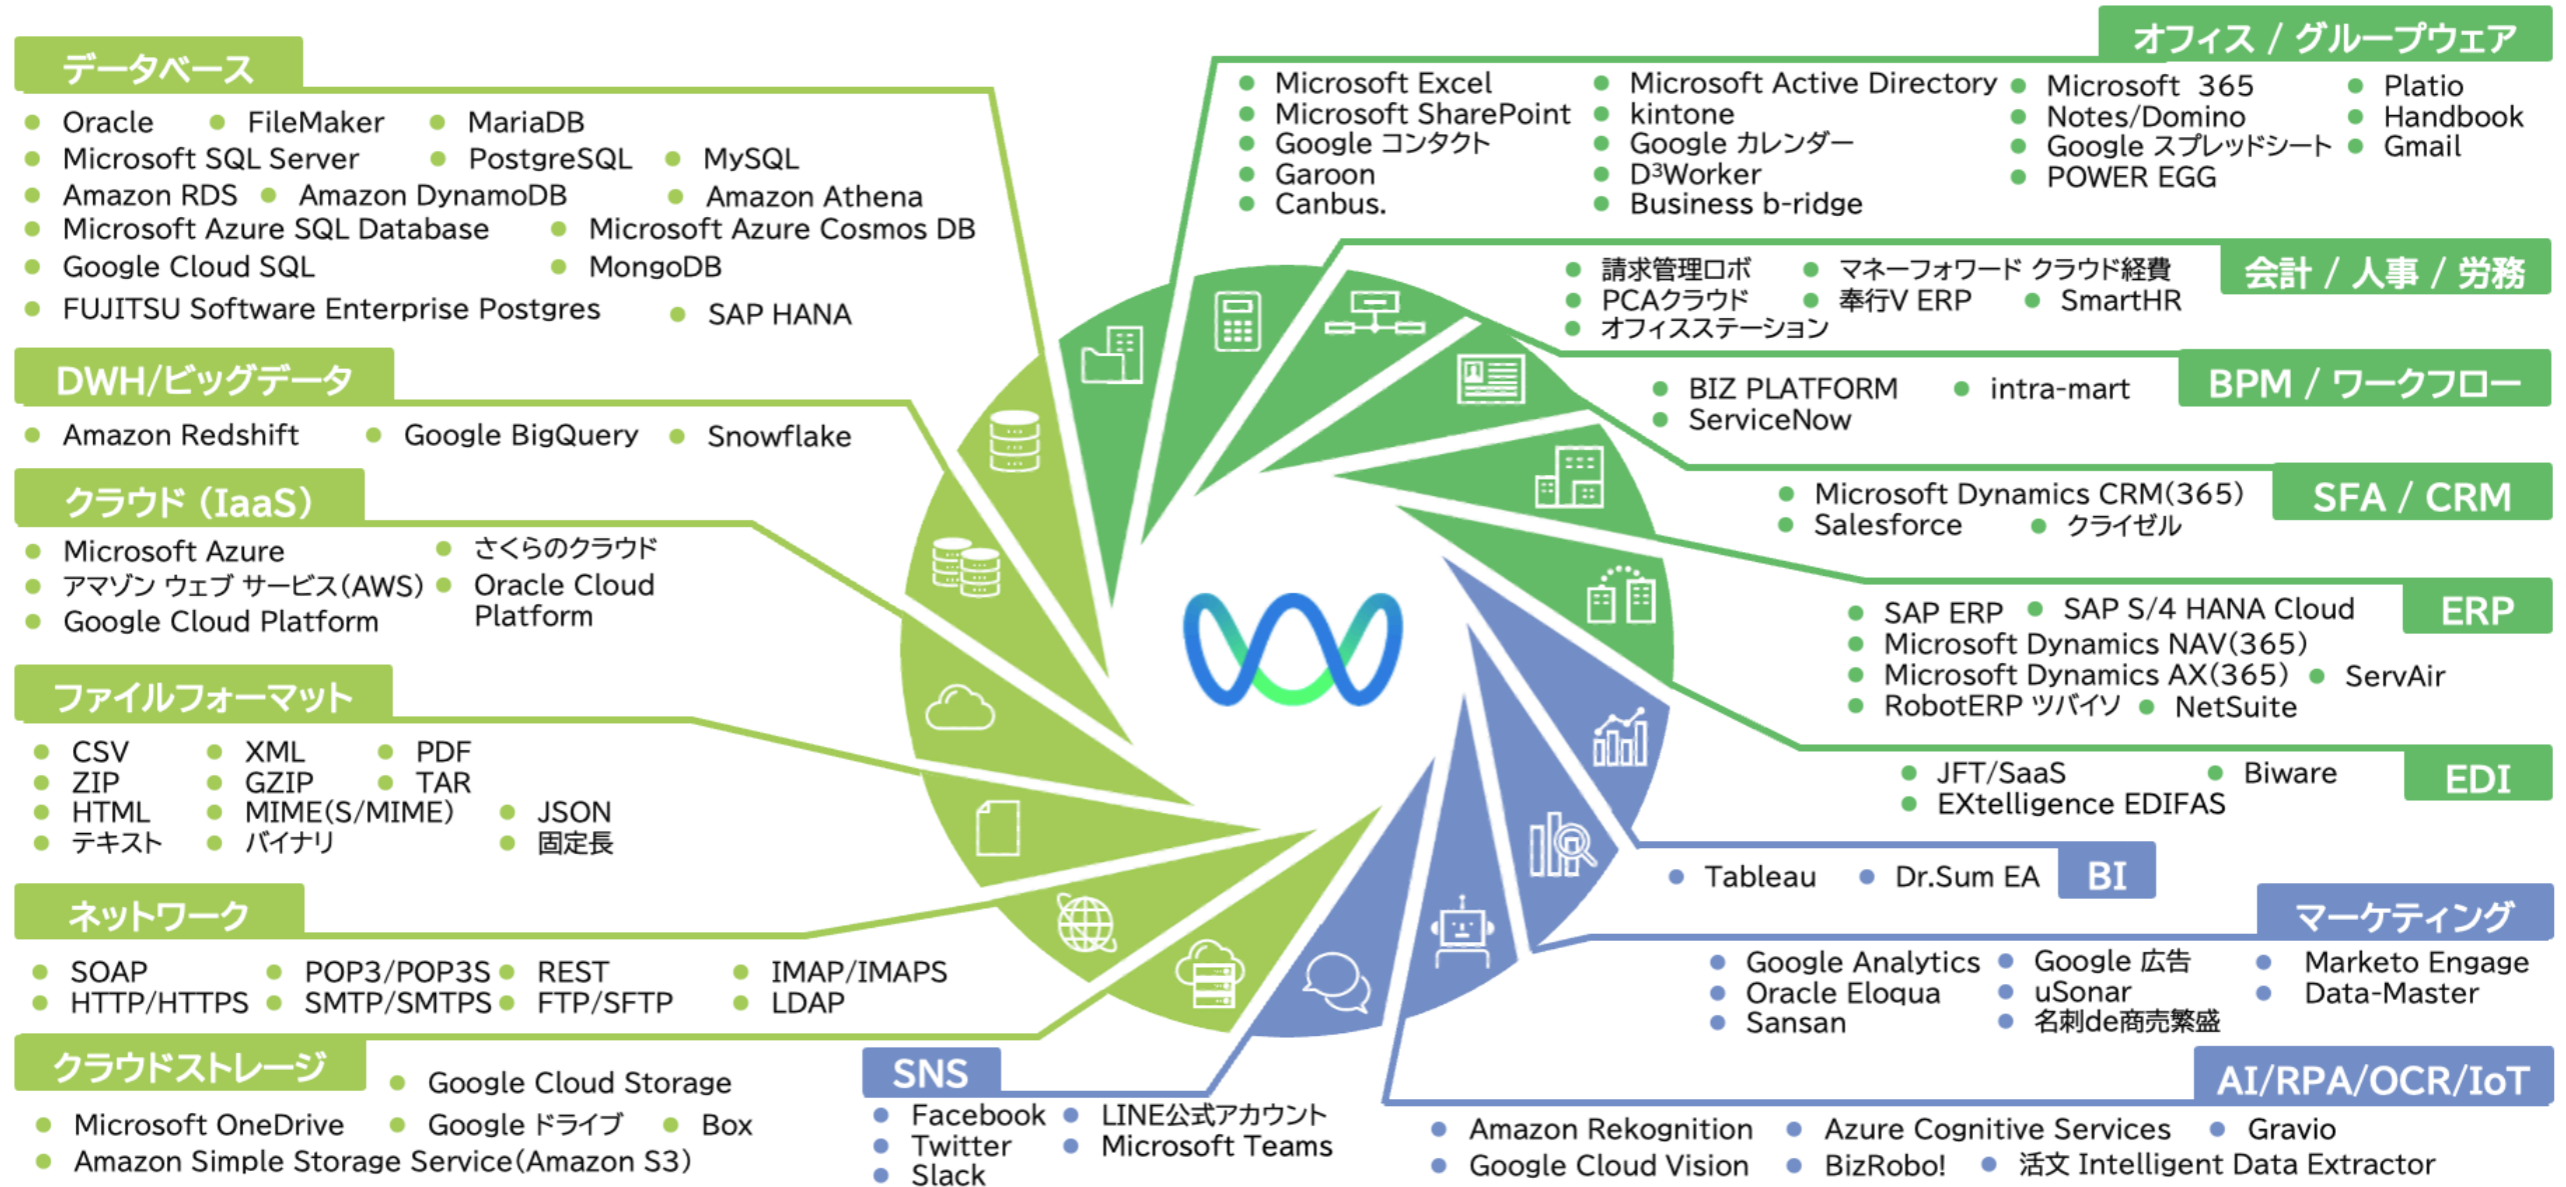 データベース
Oracle FileMaker MariaDB
Microsoft SQL Server PostgreSQL MySQL
Amazon RDS Amazon DynamoDB Amazon Athena
Microsoft Azure SQL Database Microsoft Azure Cosmos DB
Google Cloud SQL MongoDB
FUJITSU Software Enterprise Postgres SAP HANA
DWH/ビッグデータ
Amazon Redshift Google BigQuery Snowflake
クラウド（IaaS）
Microsoft Azure さくらのクラウド
アマゾン ウェブ サービス(AWS) Oracle Cloud
Google Cloud Platform Platform
ファイルフォーマット
CSV XML PDF
ZIP GZIP TAR
HTML MIME(S/MIME) JSON
テキスト バイナリ 固定長
ネットワーク
SOAP POP3/POP3S REST IMAP/IMAPS
HTTP/HTTPS SMTP/SMTPS FTP/SFTP LDAP
クラウドストレージ
Google Cloud Storage
Microsoft OneDrive Google ドライブ Box
Amazon Simple Storage Service(Amazon S3)
オフィス / グループウェア
Microsoft Excel Microsoft Active Directory Microsoft 365 Platio
Microsoft SharePoint kintone Notes/Domino Handbook
Google コンタクト Google カレンダー Google スプレッドシート Gmail
Garoon D³Worker POWER EGG
Canbus. Business b-ridge
会計 / 人事 / 労務
請求管理ロボ マネーフォワード クラウド経費
PCAクラウド 奉行V ERP SmartHR
オフィスステーション
BPM / ワークフロー
BIZ PLATFORM intra-mart
ServiceNow
SFA / CRM
Microsoft Dynamics CRM(365)
Salesforce クライゼル
ERP
SAP ERP SAP S/4 HANA Cloud
Microsoft Dynamics NAV(365)
Microsoft Dynamics AX(365) ServAir
RobotERP ツバイソ NetSuite
EDI
JFT/SaaS Biware
EXtelligence EDIFAS
BI
Tableau Dr.Sum EA
マーケティング
Google Analytics Google 広告 Marketo Engage
Oracle Eloqua uSonar Data-Master
Sansan 名刺de商売繁盛
AI/RPA/OCR/IoT
Amazon Rekognition Azure Cognitive Services Gravio
Google Cloud Vision BizRobo! 活文 Intelligent Data Extractor
SNS
Facebook LINE公式アカウント
Twitter Microsoft Teams
Slack